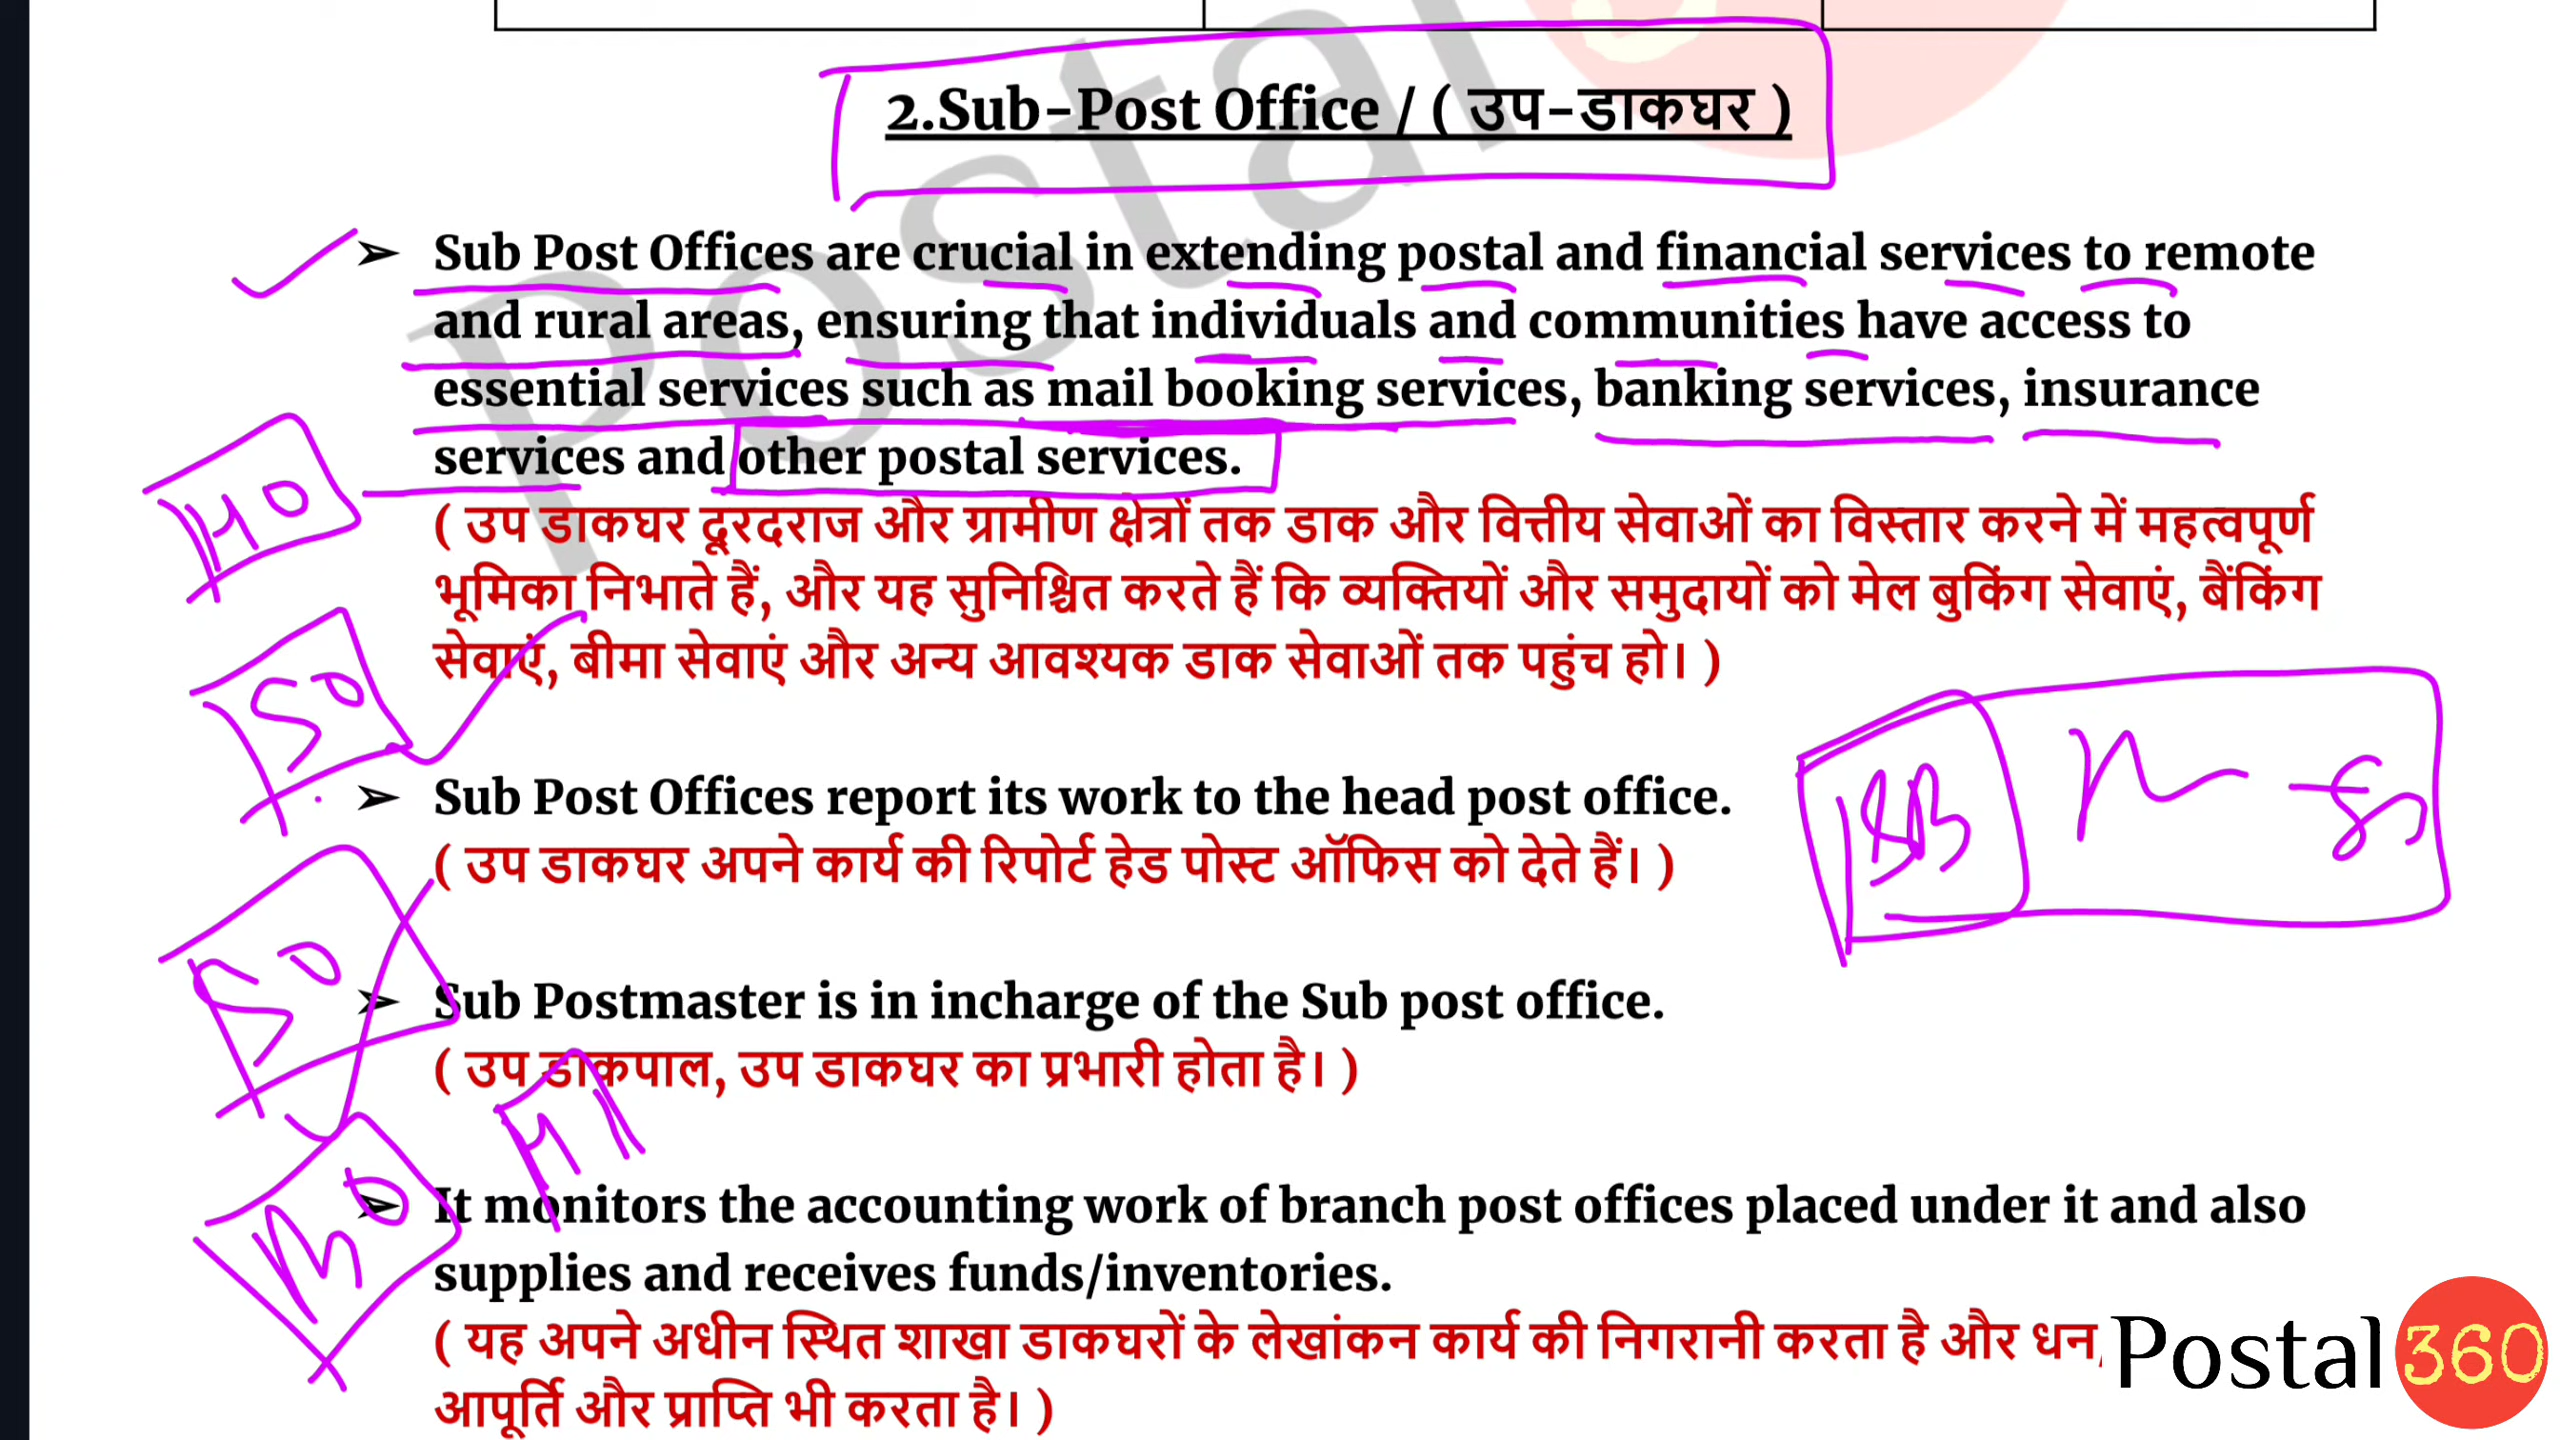 2.Sub-Post Office / ( उप-डाकघर )
➢ Sub Post Offices are crucial in extending postal and financial services to remote
and rural areas, ensuring that individuals and communities have access to
essential services such as mail booking services, banking services, insurance
services and other postal services.
( उप डाकघर दूरदराज और ग्रामीण क्षेत्रों तक डाक और वित्तीय सेवाओं का विस्तार करने में महत्वपूर्ण
भूमिका निभाते हैं, और यह सुनिश्चित करते हैं कि व्यक्तियों और समुदायों को मेल बुकिंग सेवाएं, बैंकिंग
सेवाएं, बीमा सेवाएं और अन्य आवश्यक डाक सेवाओं तक पहुंच हो। )
HO
SO
➢ Sub Post Offices report its work to the head post office.
( उप डाकघर अपने कार्य की रिपोर्ट हेड पोस्ट ऑफिस को देते हैं। )
SO
➢ Sub Postmaster is in incharge of the Sub post office.
( उप डाकपाल, उप डाकघर का प्रभारी होता है। )
BO
➢ It monitors the accounting work of branch post offices placed under it and also
supplies and receives funds/inventories.
( यह अपने अधीन स्थित शाखा डाकघरों के लेखांकन कार्य की निगरानी करता है और धन
आपूर्ति और प्राप्ति भी करता है। )
Postal 360
Postal